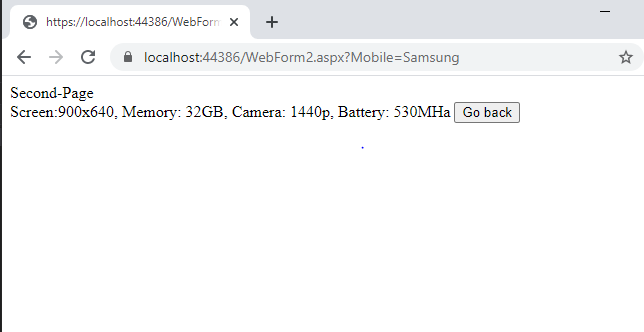 https://localhost:44386/WebForm
localhost:44386/WebForm2.aspx?Mobile=Samsung
Second-Page
Screen:900x640, Memory: 32GB, Camera: 1440p, Battery: 530MHa Go back